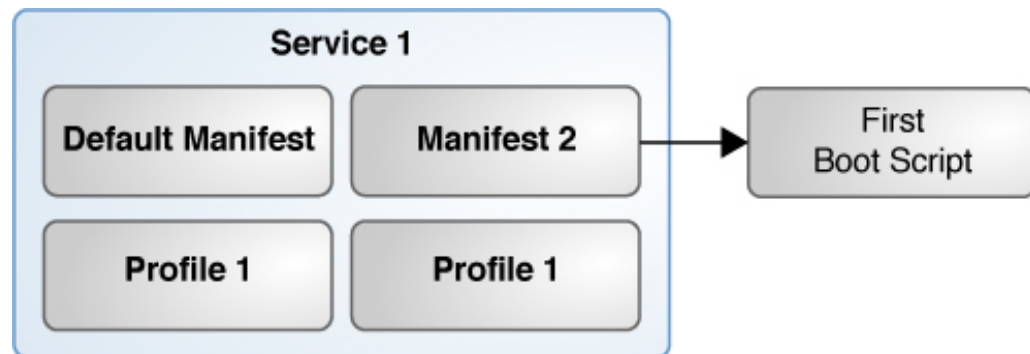 Service 1
Default Manifest
Manifest 2
First
Boot Script
Profile 1
Profile 1